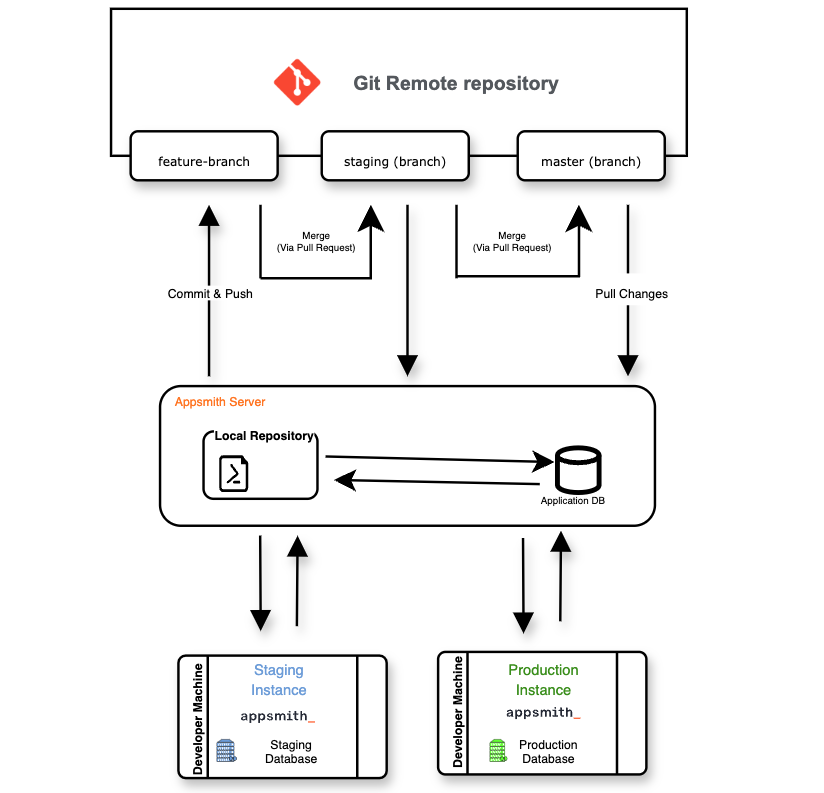 Git Remote repository
feature-branch
staging (branch)
master (branch)
Merge
(Via Pull Request)
Merge
(Via Pull Request)
Commit & Push
Pull Changes
Appsmith Server
Local Repository
Application DB
Developer Machine
Staging
Instance
appsmith_
Staging
Database
Developer Machine
Production
Instance
appsmith_
Production
Database